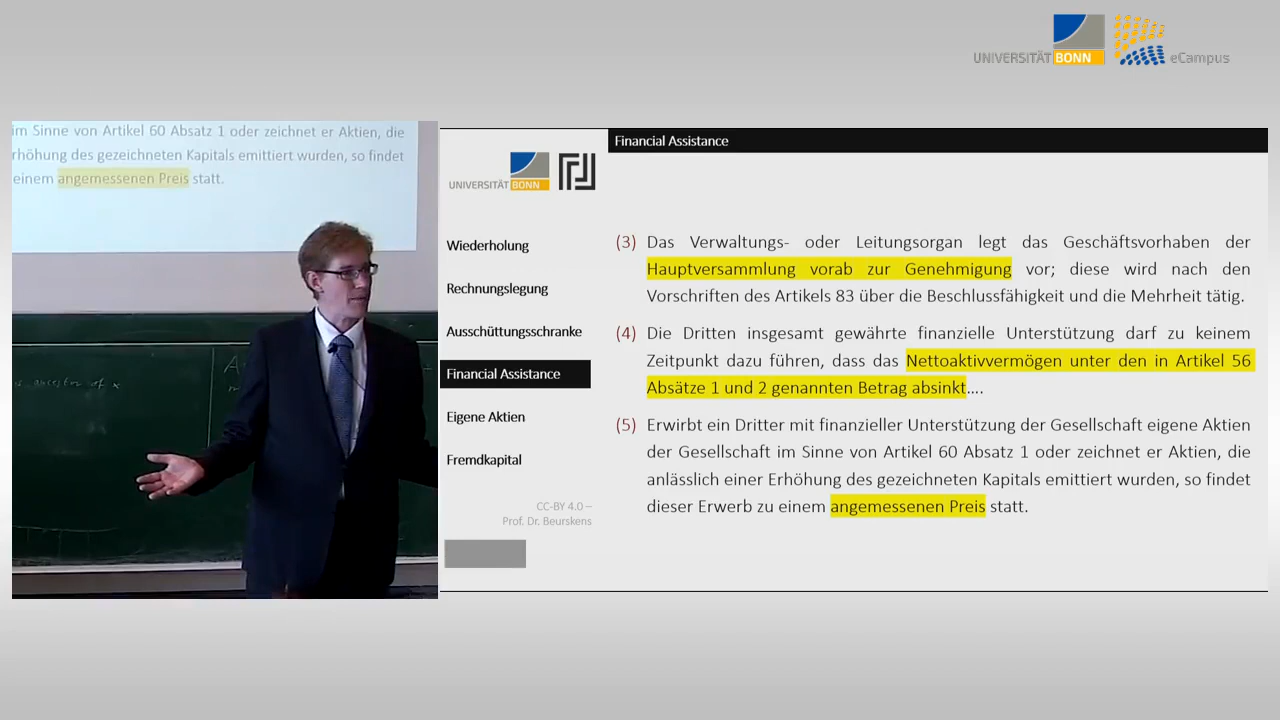 UNIVERSITÄT BONN eCampus
im Sinne von Artikel 60 Absatz 1 oder zeichnet er Aktien, die
rhöhung des gezeichneten Kapitals emittiert wurden, so findet
einem angemessenen Preis statt.
UNIVERSITÄT BONN
Wiederholung
Rechnungslegung
Ausschüttungsschranke
Financial Assistance
Eigene Aktien
Fremdkapital
CC-BY 4.0 –
Prof. Dr. Beurskens
Financial Assistance
(3) Das Verwaltungs- oder Leitungsorgan legt das Geschäftsvorhaben der
Hauptversammlung vorab zur Genehmigung vor; diese wird nach den
Vorschriften des Artikels 83 über die Beschlussfähigkeit und die Mehrheit tätig.
(4) Die Dritten insgesamt gewährte finanzielle Unterstützung darf zu keinem
Zeitpunkt dazu führen, dass das Nettoaktivvermögen unter den in Artikel 56
Absätze 1 und 2 genannten Betrag absinkt….
(5) Erwirbt ein Dritter mit finanzieller Unterstützung der Gesellschaft eigene Aktien
der Gesellschaft im Sinne von Artikel 60 Absatz 1 oder zeichnet er Aktien, die
anlässlich einer Erhöhung des gezeichneten Kapitals emittiert wurden, so findet
dieser Erwerb zu einem angemessenen Preis statt.